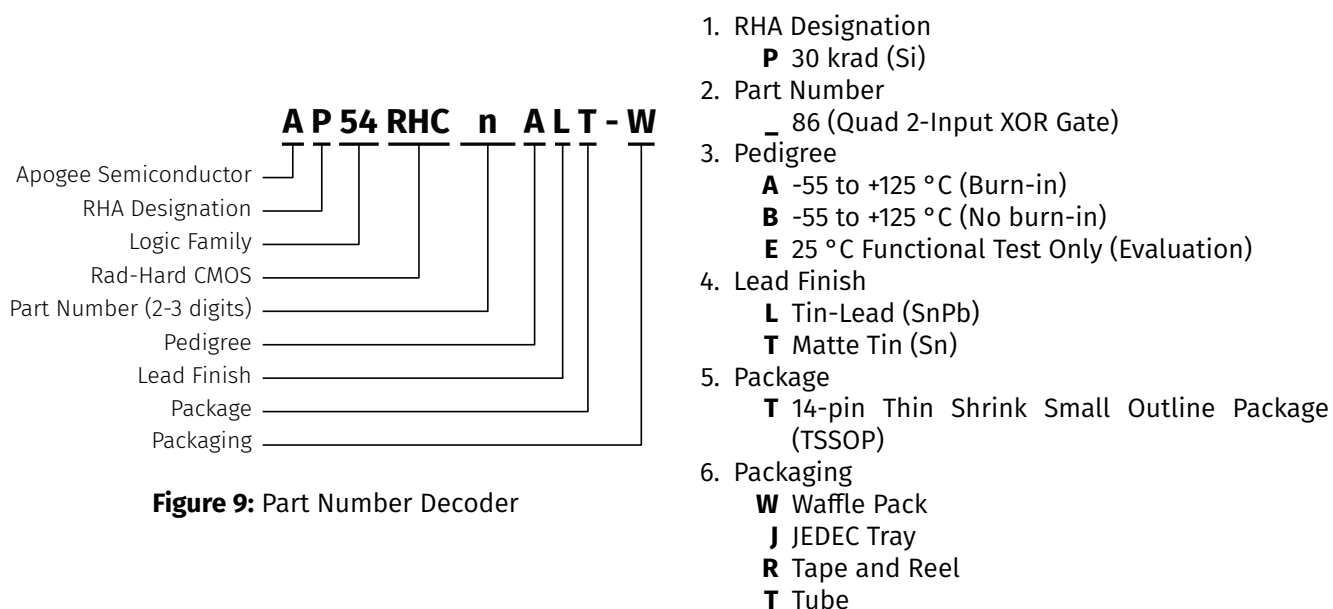 A P 54 RHC n A L T - W
Apogee Semiconductor
RHA Designation
Logic Family
Rad-Hard CMOS
Part Number (2-3 digits)
Pedigree
Lead Finish
Package
Packaging
Figure 9: Part Number Decoder
1. RHA Designation
P 30 krad (Si)
2. Part Number
_ 86 (Quad 2-Input XOR Gate)
3. Pedigree
A -55 to +125 °C (Burn-in)
B -55 to +125 °C (No burn-in)
E 25 °C Functional Test Only (Evaluation)
4. Lead Finish
L Tin-Lead (SnPb)
T Matte Tin (Sn)
5. Package
T 14-pin Thin Shrink Small Outline Package
(TSSOP)
6. Packaging
W Waffle Pack
J JEDEC Tray
R Tape and Reel
T Tube